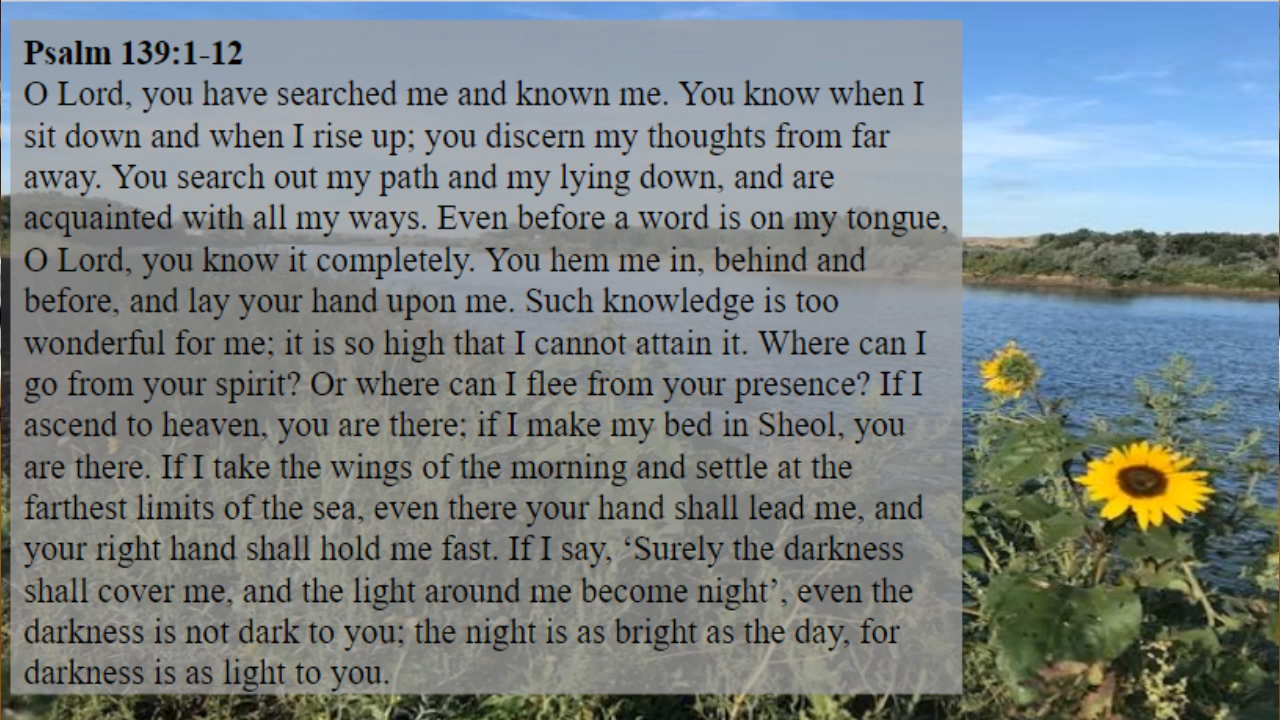 Psalm 139:1-12
O Lord, you have searched me and known me. You know when I
sit down and when I rise up; you discern my thoughts from far
away. You search out my path and my lying down, and are
acquainted with all my ways. Even before a word is on my tongue,
O Lord, you know it completely. You hem me in, behind and
before, and lay your hand upon me. Such knowledge is too
wonderful for me; it is so high that I cannot attain it. Where can I
go from your spirit? Or where can I flee from your presence? If I
ascend to heaven, you are there; if I make my bed in Sheol, you
are there. If I take the wings of the morning and settle at the
farthest limits of the sea, even there your hand shall lead me, and
your right hand shall hold me fast. If I say, ‘Surely the darkness
shall cover me, and the light around me become night’, even the
darkness is not dark to you; the night is as bright as the day, for
darkness is as light to you.